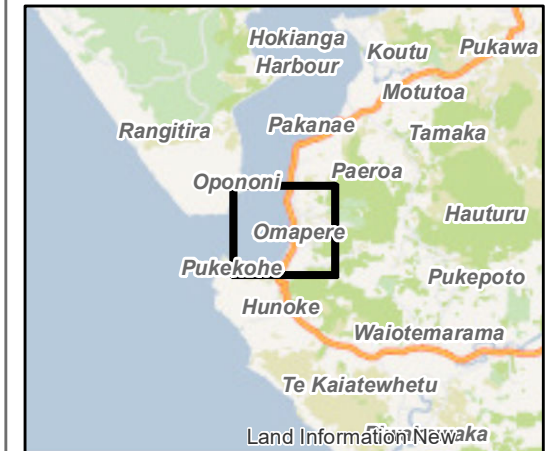 Hokianga
Harbour
Koutu
Pukawa
Motutoa
Rangitira
Pakanae
Tamaka
Paeroa
Opononi
Hauturu
Omapere
Pukekohe
Pukepoto
Hunoke
Waiotemarama
Te Kaiatewhetu
Land Information New